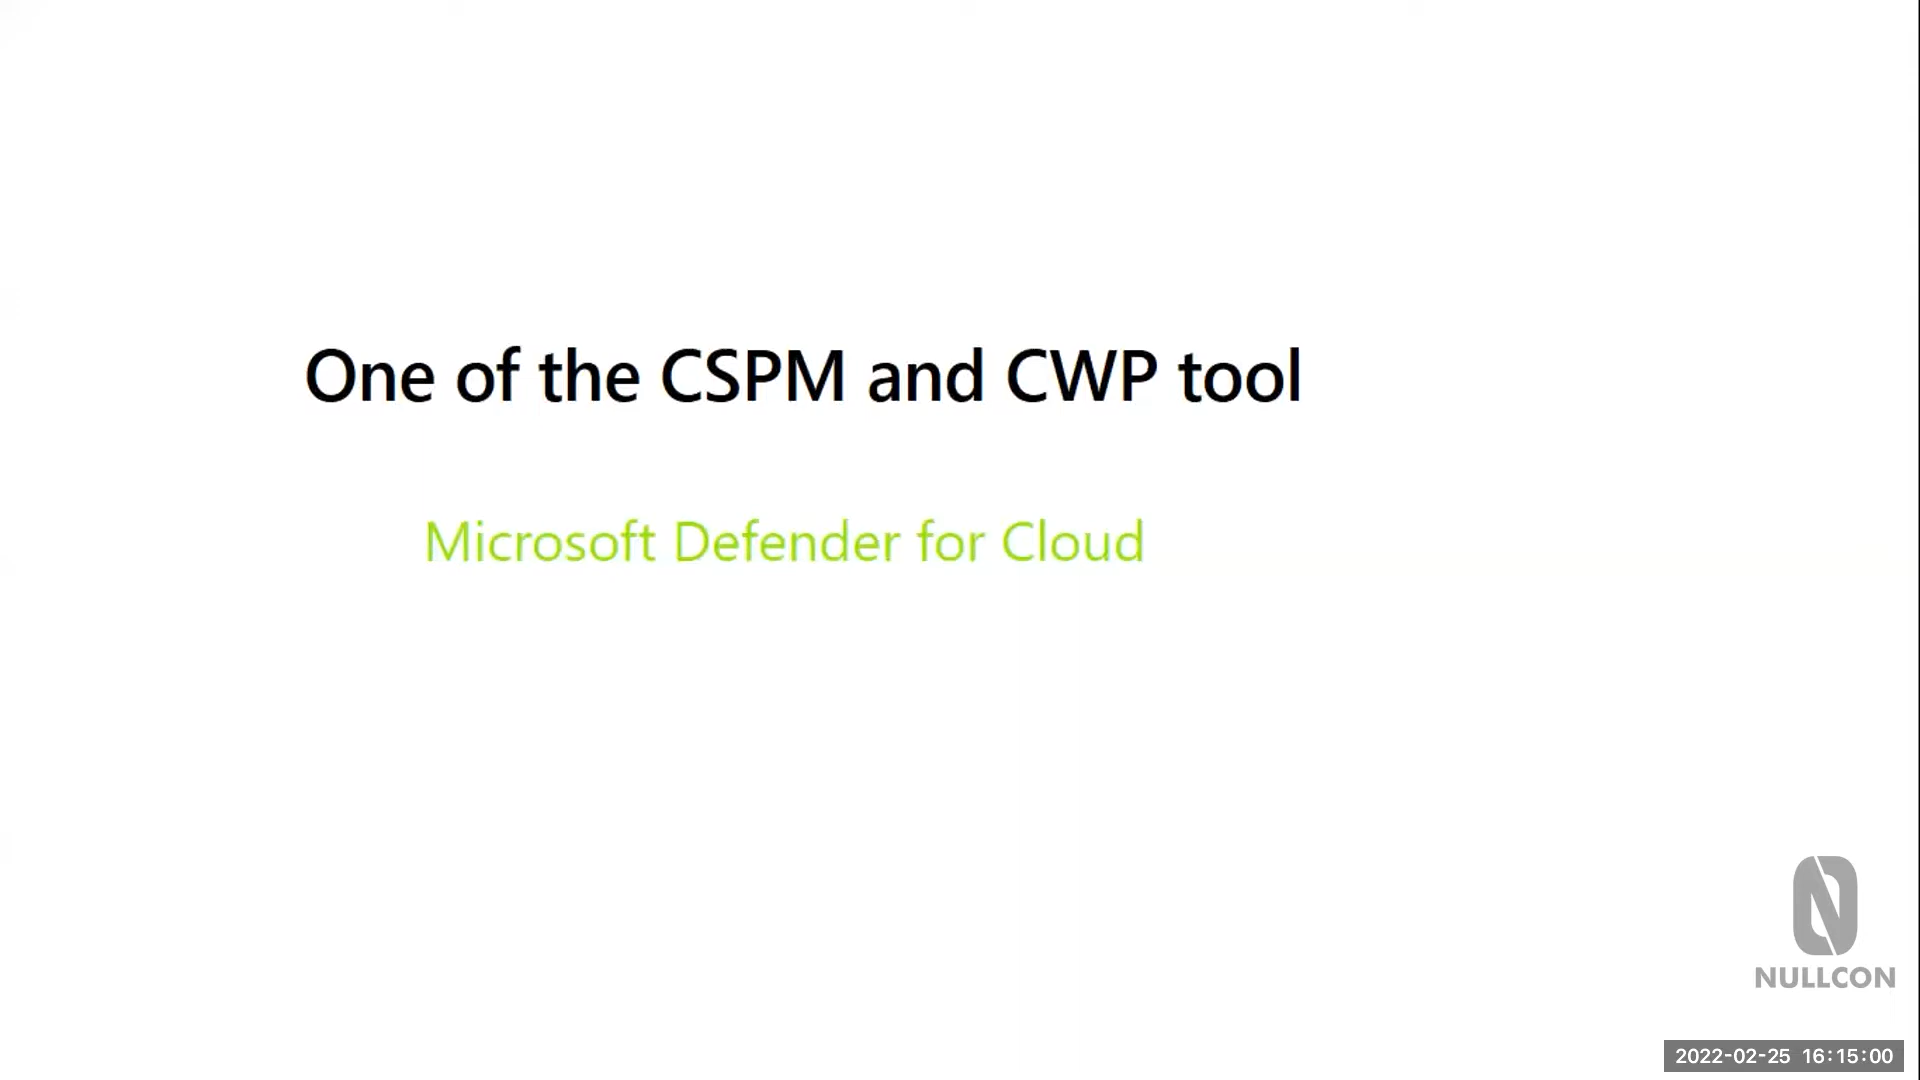 One of the CSPM and CWP tool
Microsoft Defender for Cloud
NULLCON
2022-02-25 16:15:00